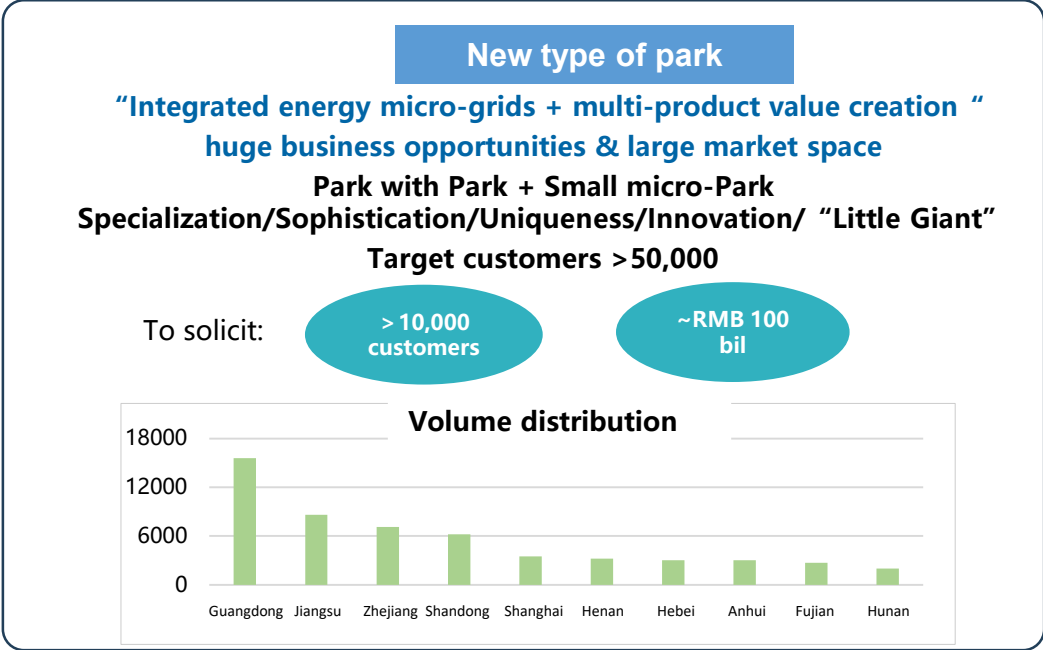 New type of park
“Integrated energy micro-grids + multi-product value creation “
huge business opportunities & large market space
Park with Park + Small micro-Park
Specialization/Sophistication/Uniqueness/Innovation/ “Little Giant”
Target customers >50,000
To solicit:
> 10,000
customers
~RMB 100
bil
Volume distribution
18000
12000
6000
0
Guangdong Jiangsu Zhejiang Shandong Shanghai Henan Hebei Anhui Fujian Hunan